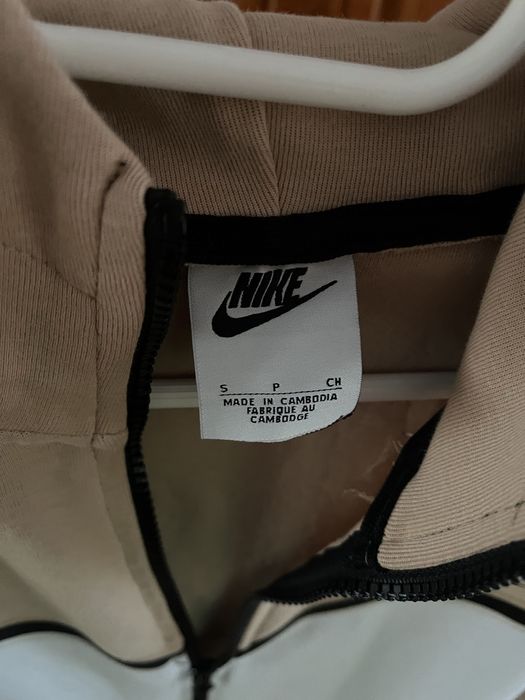 NIKE
S P CH
MADE IN CAMBODIA
FABRIQUE AU
CAMBODGE